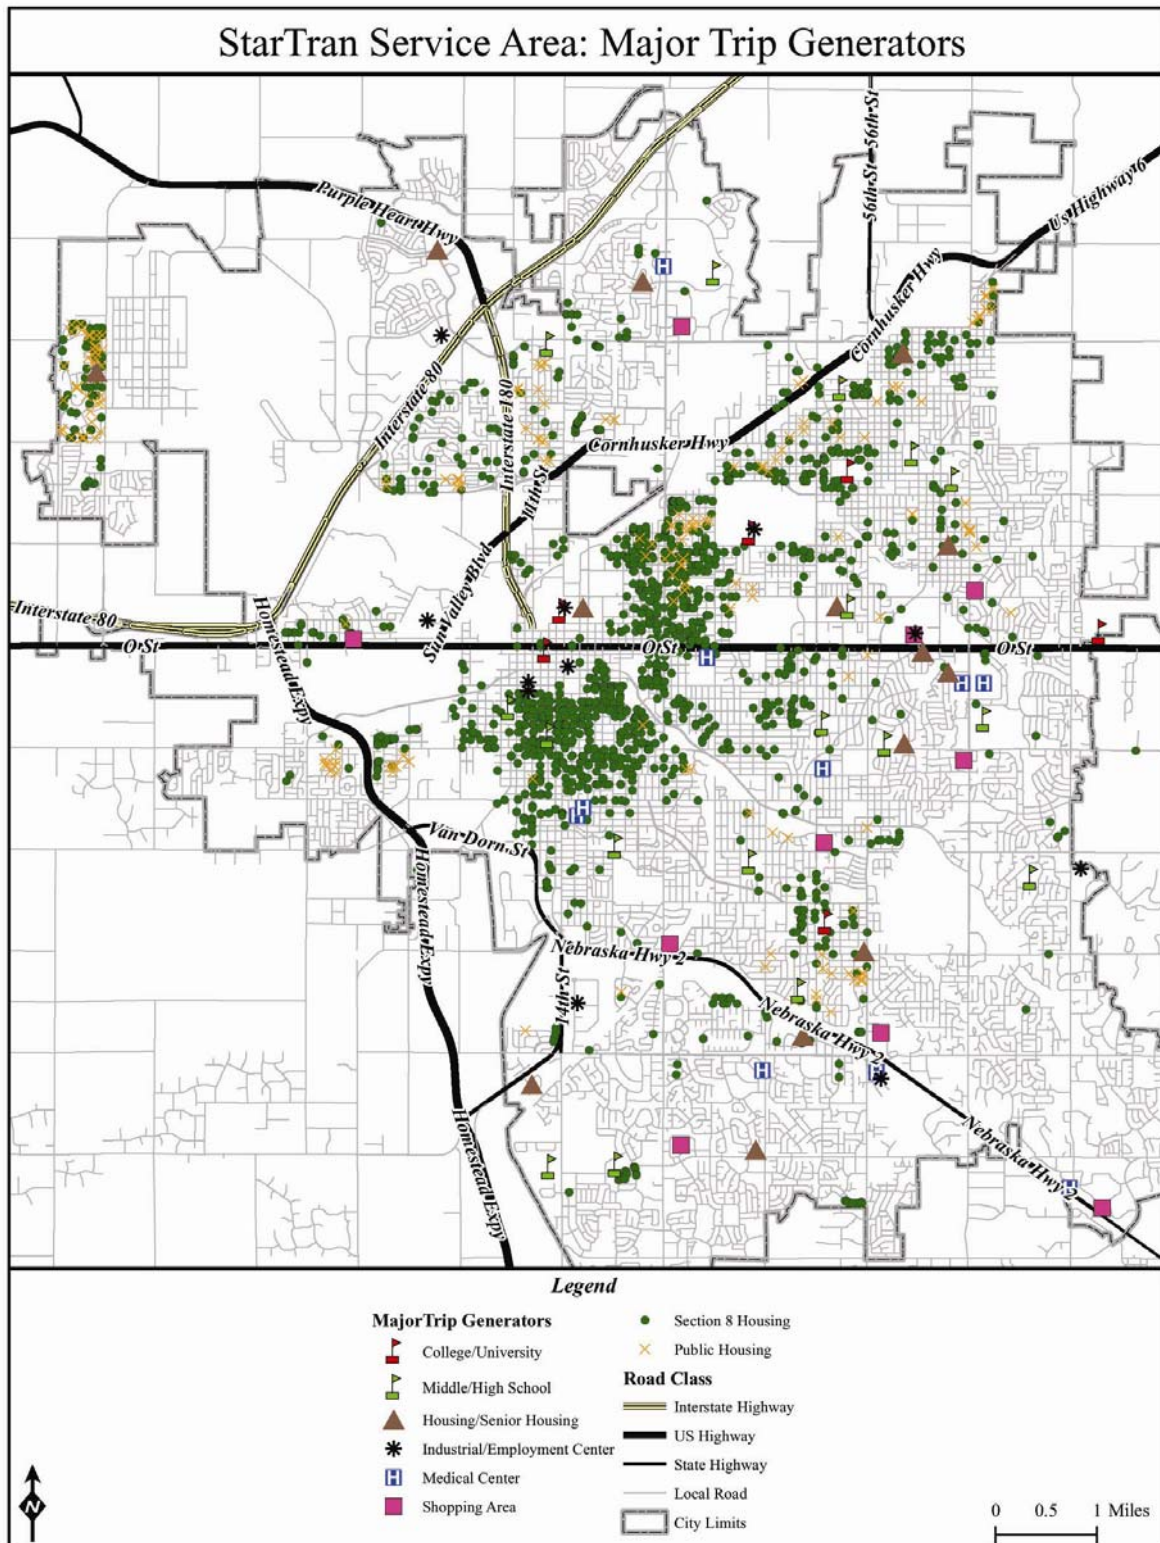 StarTran Service Area: Major Trip Generators
56th St
56th St
Us Highway 6
Purple Heart Hwy
Cornhusker Hwy
Interstate 80
Interstate 180
Cornhusker Hwy
11th St
Sun Valley Blvd
Interstate 80
Homestead Expy
O St
O St
O St
Van Dorn St
Homestead Expy
Nebraska Hwy 2
14th St
Nebraska Hwy 2
Homestead Expy
Nebraska Hwy 2
Legend
MajorTrip Generators
College/University
Middle/High School
Housing/Senior Housing
Industrial/Employment Center
H Medical Center
Shopping Area
Section 8 Housing
Public Housing
Road Class
Interstate Highway
US Highway
State Highway
Local Road
City Limits
N
0 0.5 1 Miles